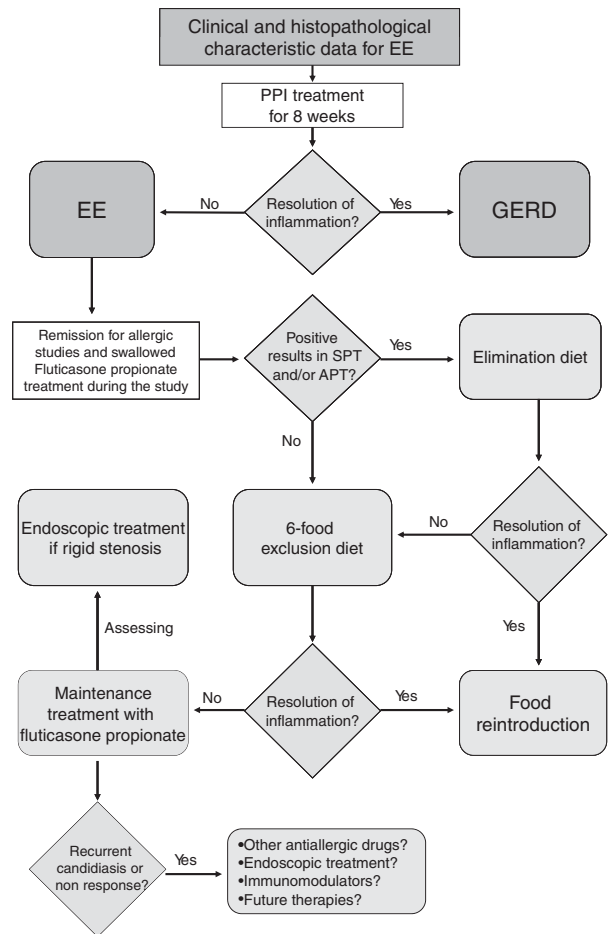 Clinical and histopathological
characteristic data for EE
PPI treatment
for 8 weeks
Resolution of
inflammation?
No
Yes
EE
GERD
Remission for allergic
studies and swallowed
Fluticasone propionate
treatment during the study
Positive
results in SPT
and/or APT?
Yes
Elimination diet
No
Endoscopic treatment
if rigid stenosis
6-food
exclusion diet
No
Resolution of
inflammation?
Assessing
Yes
Maintenance
treatment with
fluticasone propionate
No
Resolution of
inflammation?
Yes
Food
reintroduction
Recurrent
candidiasis or
non response?
Yes
•Other antiallergic drugs?
•Endoscopic treatment?
•Immunomodulators?
•Future therapies?